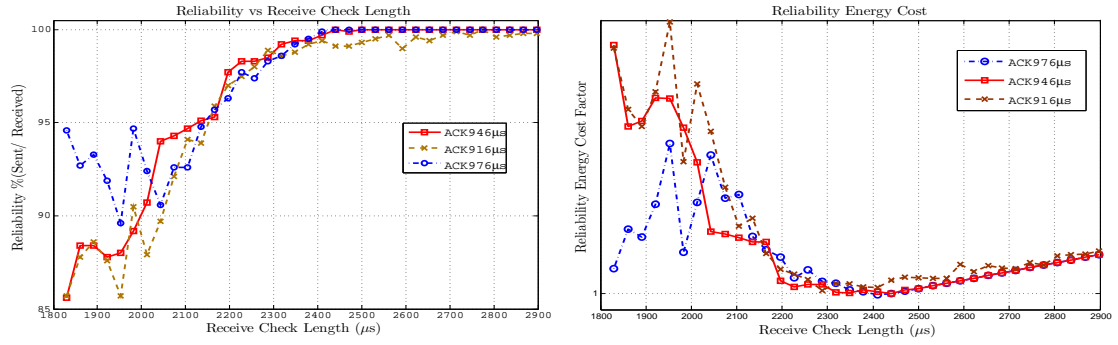 Reliability vs Receive Check Length
Reliability %(Sent/ Received)
100
95
90
85
ACK946µs
ACK916µs
ACK976µs
1800 1900 2000 2100 2200 2300 2400 2500 2600 2700 2800 2900
Receive Check Length (µs)
Reliability Energy Cost
Reliability Energy Cost Factor
1
ACK976µs
ACK946µs
ACK916µs
1800 1900 2000 2100 2200 2300 2400 2500 2600 2700 2800 2900
Receive Check Length (µs)